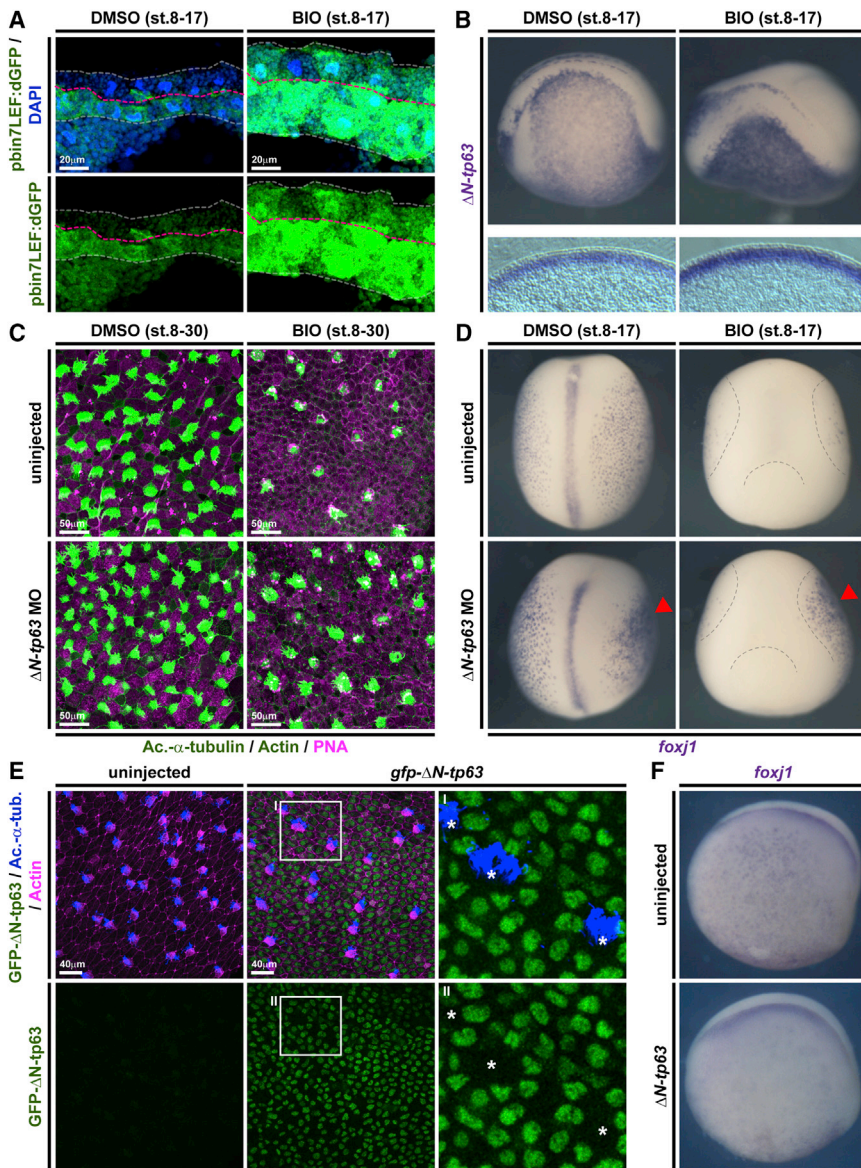 A
DMSO (st.8-17)
BIO (st.8-17)
pbin7LEF:dGFP /
DAPI
20µm
20µm
pbin7LEF:dGFP
20µm
20µm
B
DMSO (st.8-17)
BIO (st.8-17)
ΔN-tp63
C
DMSO (st.8-30)
BIO (st.8-30)
uninjected
50µm
50µm
ΔN-tp63 MO
50µm
50µm
Ac.-α-tubulin / Actin / PNA
D
DMSO (st.8-17)
BIO (st.8-17)
uninjected
ΔN-tp63 MO
foxj1
E
uninjected
gfp-ΔN-tp63
GFP-ΔN-tp63 / Ac.-α-tub.
/ Actin
40µm
I
40µm
I
* * *
GFP-ΔN-tp63
II
II
* * *
F
foxj1
uninjected
ΔN-tp63